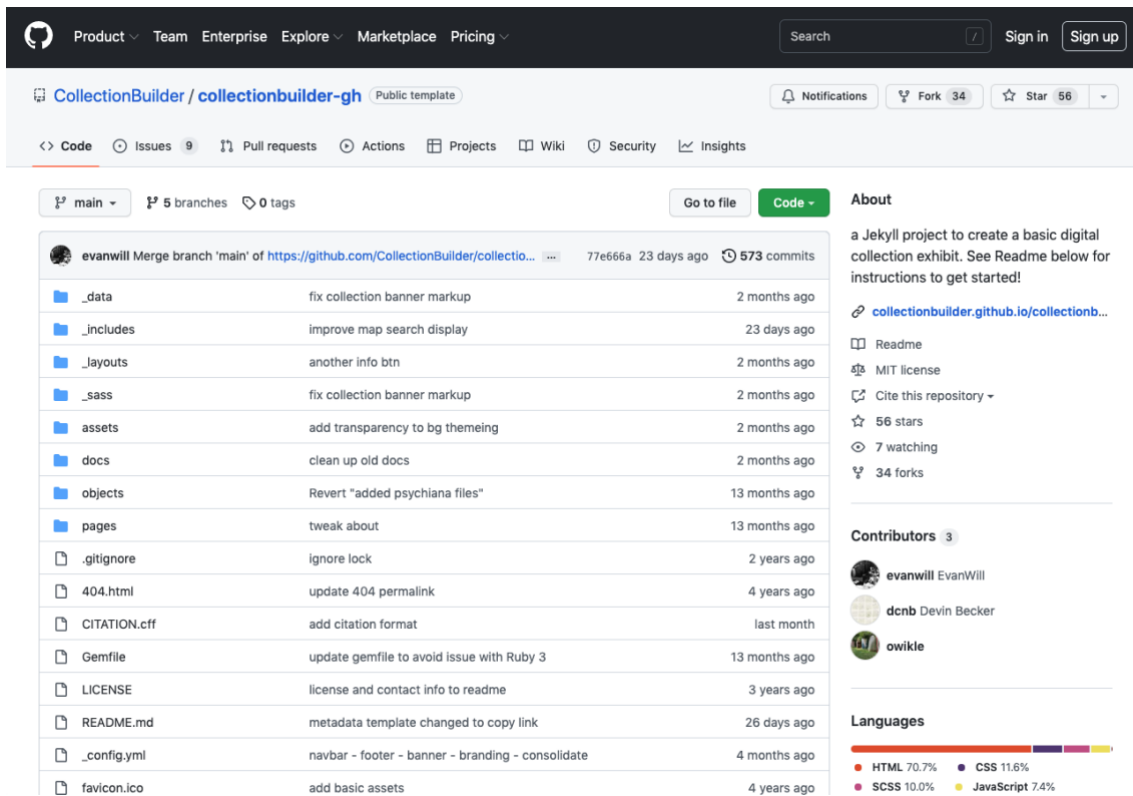 Product Team Enterprise Explore Marketplace Pricing Search / Sign in Sign up
CollectionBuilder / collectionbuilder-gh Public template Notifications Fork 34 Star 56
Code Issues 9 Pull requests Actions Projects Wiki Security Insights
main 5 branches 0 tags Go to file Code
evanwill Merge branch 'main' of https://github.com/CollectionBuilder/collectio... ... 77e666a 23 days ago 573 commits
_data fix collection banner markup 2 months ago
_includes improve map search display 23 days ago
_layouts another info btn 2 months ago
_sass fix collection banner markup 2 months ago
assets add transparency to bg themeing 2 months ago
docs clean up old docs 2 months ago
objects Revert "added psychiana files" 13 months ago
pages tweak about 13 months ago
.gitignore ignore lock 2 years ago
404.html update 404 permalink 4 years ago
CITATION.cff add citation format last month
Gemfile update gemfile to avoid issue with Ruby 3 13 months ago
LICENSE license and contact info to readme 3 years ago
README.md metadata template changed to copy link 26 days ago
_config.yml navbar - footer - banner - branding - consolidate 4 months ago
favicon.ico add basic assets 4 years ago
About
a Jekyll project to create a basic digital
collection exhibit. See Readme below for
instructions to get started!
collectionbuilder.github.io/collectionb...
Readme
MIT license
Cite this repository
56 stars
7 watching
34 forks
Contributors 3
evanwill EvanWill
dcnb Devin Becker
owikle
Languages
HTML 70.7% CSS 11.6%
SCSS 10.0% JavaScript 7.4%